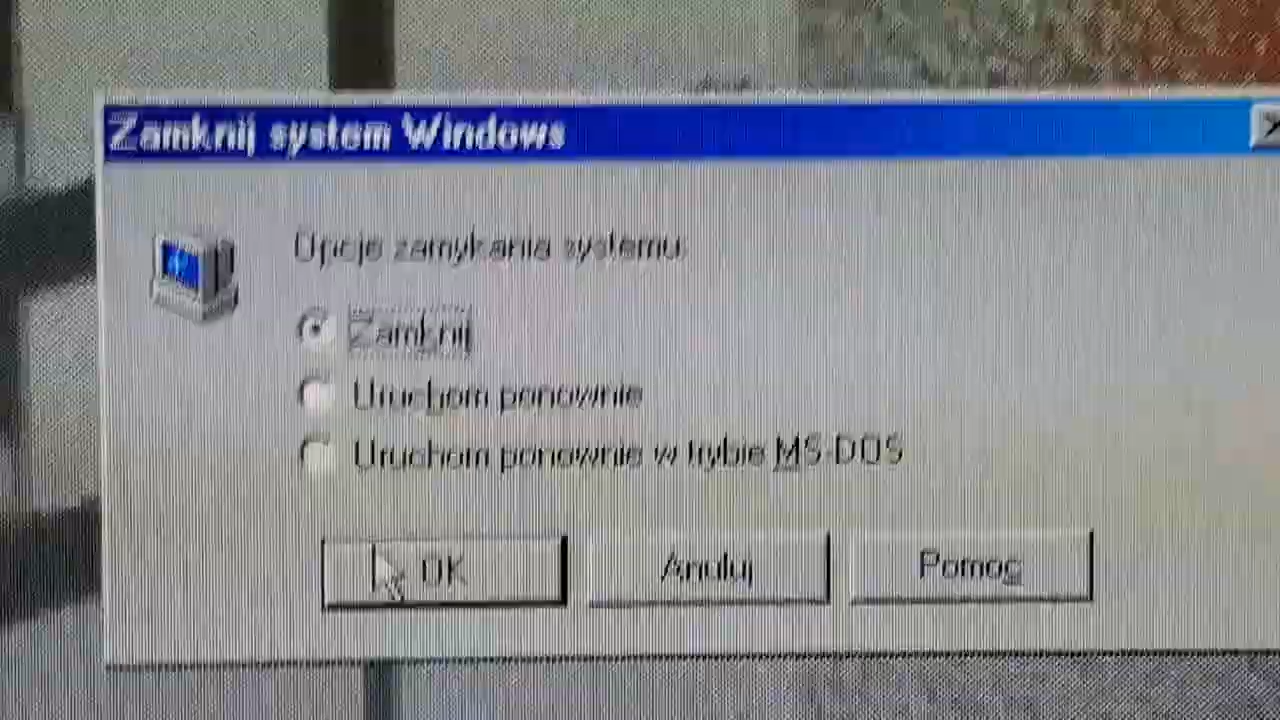 Zamknij system Windows
Opcje zamykania systemu:
Zamknij
Uruchom ponownie
Uruchom ponownie w trybie MS-DOS
OK
Anuluj
Pomoc